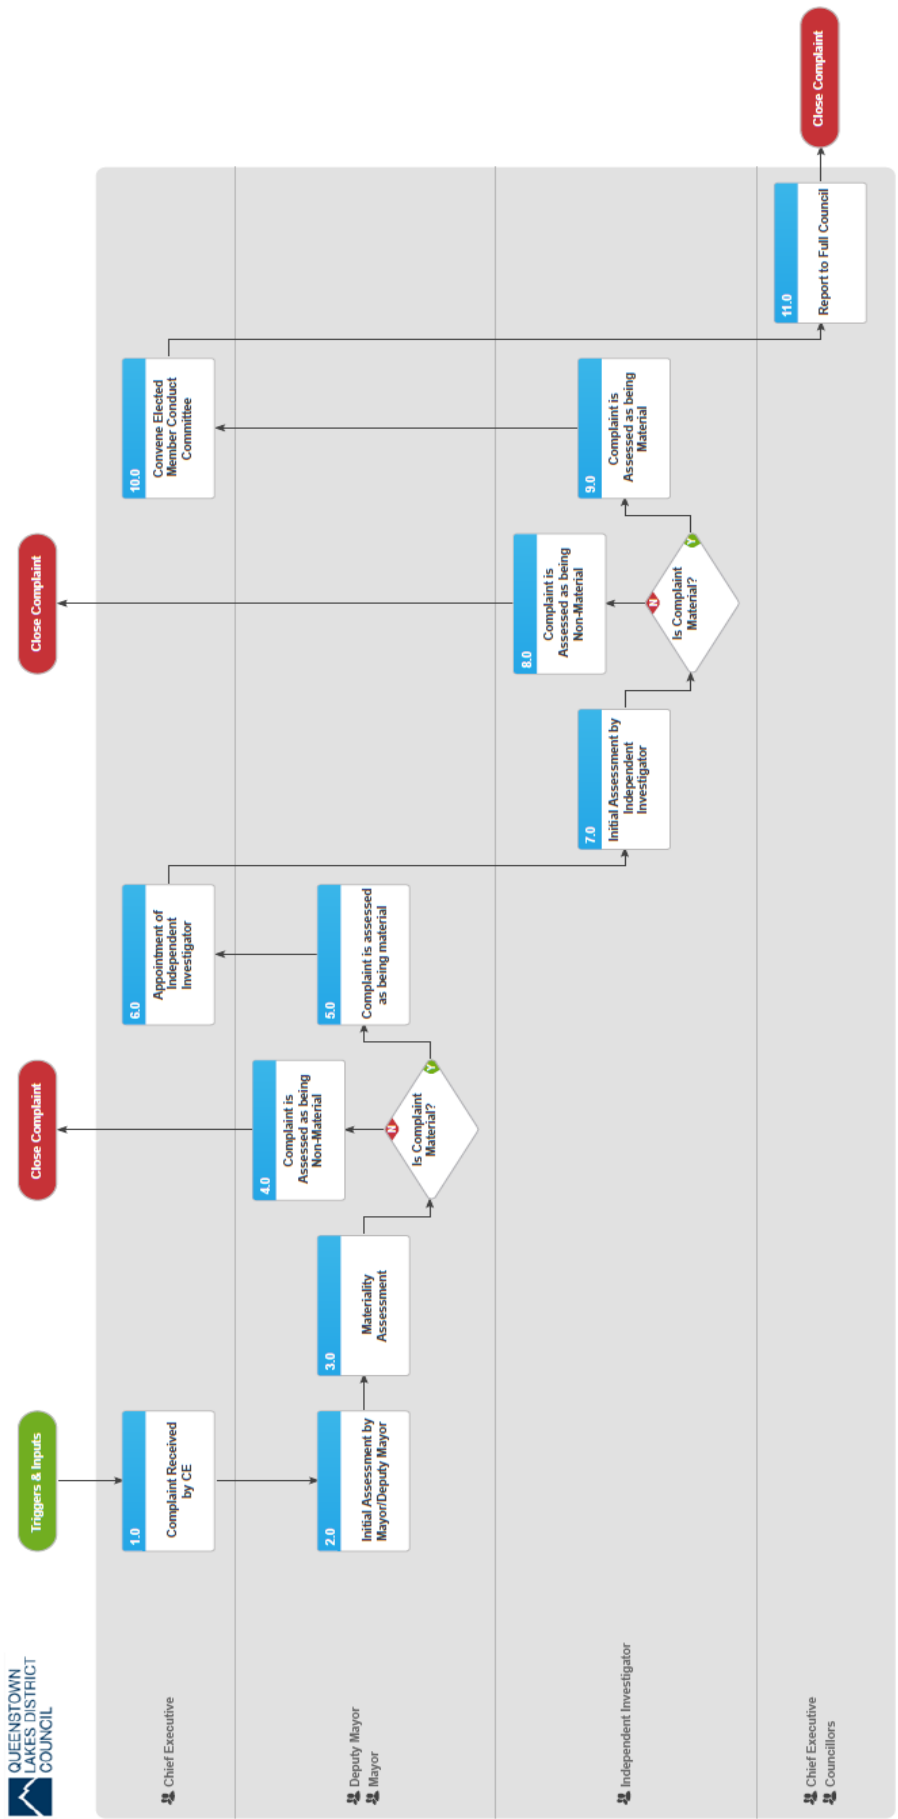 QUEENSTOWN
LAKES DISTRICT
COUNCIL
Triggers & Inputs
Close Complaint
Close Complaint
Chief Executive
1.0
Complaint Received
by CE
6.0
Appointment of
Independent
Investigator
10.0
Convene Elected
Member Conduct
Committee
Deputy Mayor
Mayor
2.0
Initial Assessment by
Mayor/Deputy Mayor
3.0
Materiality
Assessment
4.0
Complaint is
Assessed as being
Non-Material
N
Is Complaint
Material?
Y
5.0
Complaint is assessed
as being material
Independent Investigator
7.0
Initial Assessment by
Independent
Investigator
8.0
Complaint is
Assessed as being
Non-Material
N
Is Complaint
Material?
Y
9.0
Complaint is
Assessed as being
Material
Chief Executive
Councillors
11.0
Report to Full Council
Close Complaint